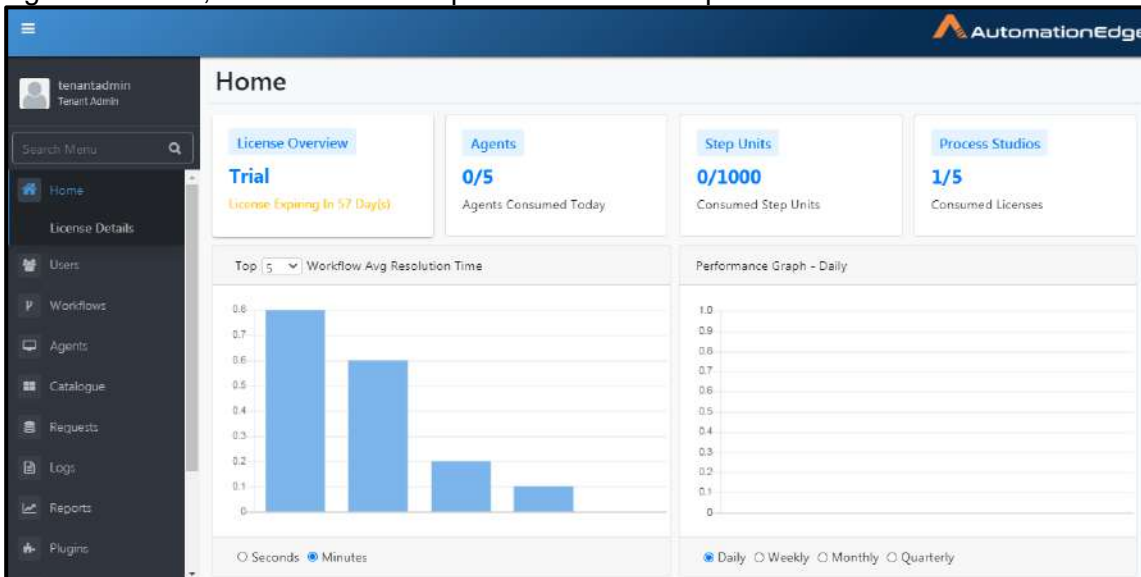 AutomationEdge
tenantadmin
Tenant Admin
Search Menu
Home
License Details
Users
Workflows
Agents
Catalogue
Requests
Logs
Reports
Plugins
Home
License Overview
Trial
License Expiring In 57 Day(s)
Agents
0/5
Agents Consumed Today
Step Units
0/1000
Consumed Step Units
Process Studios
1/5
Consumed Licenses
Top 5 Workflow Avg Resolution Time
0.8
0.7
0.6
0.5
0.4
0.3
0.2
0.1
0
Seconds Minutes
Performance Graph - Daily
1.0
0.9
0.8
0.7
0.6
0.5
0.4
0.3
0.2
0.1
0
Daily Weekly Monthly Quarterly